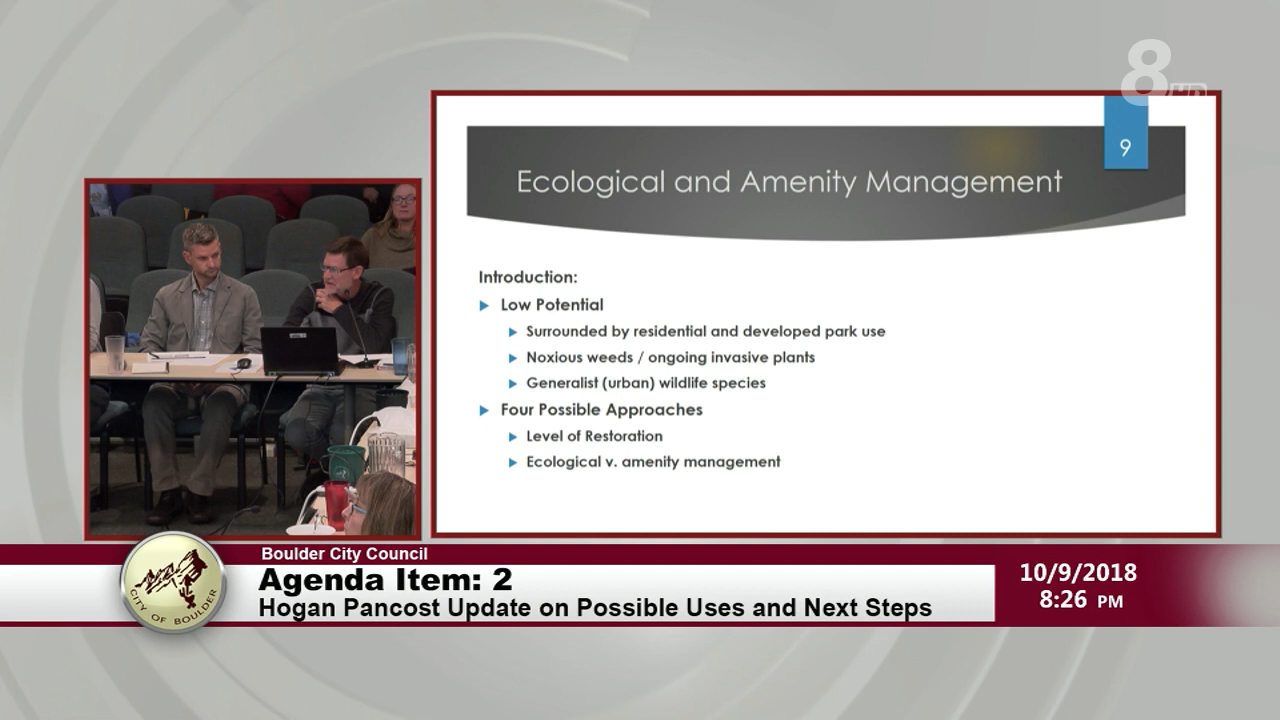 8
HD
9
Ecological and Amenity Management
Introduction:
Low Potential
Surrounded by residential and developed park use
Noxious weeds / ongoing invasive plants
Generalist (urban) wildlife species
Four Possible Approaches
Level of Restoration
Ecological v. amenity management
CITY OF BOULDER
Boulder City Council
Agenda Item: 2
Hogan Pancost Update on Possible Uses and Next Steps
10/9/2018
8:26 PM